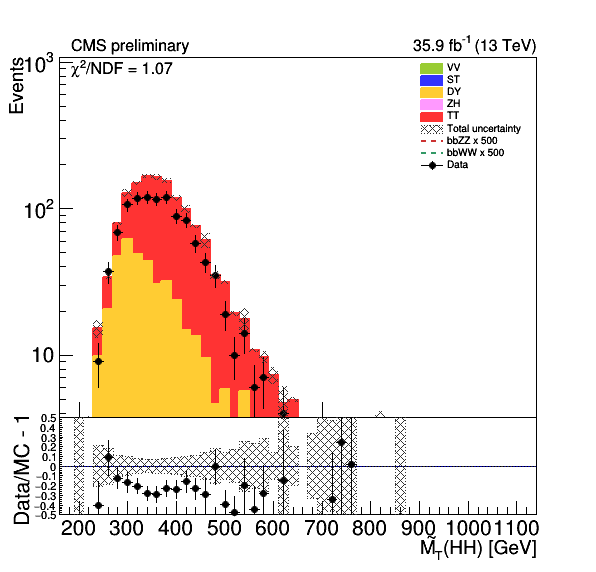 CMS preliminary 35.9 fb⁻¹ (13 TeV)
Events
10³
10²
10
χ²/NDF = 1.07
VV
ST
DY
ZH
TT
Total uncertainty
bbZZ x 500
bbWW x 500
Data
Data/MC - 1
0.5
0.4
0.3
0.2
0.1
0
-0.1
-0.2
-0.3
-0.4
-0.5
200 300 400 500 600 700 800 900 1000 1100
M̃_T(HH) [GeV]